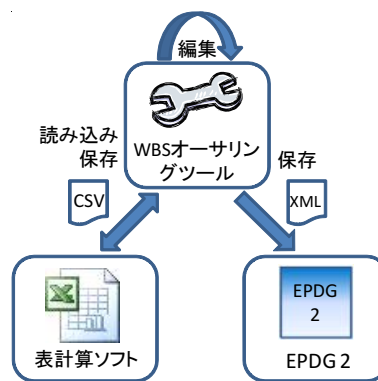 編集
WBSオーサリン
グツール
読み込み
保存
CSV
保存
XML
表計算ソフト
EPDG
2
EPDG 2